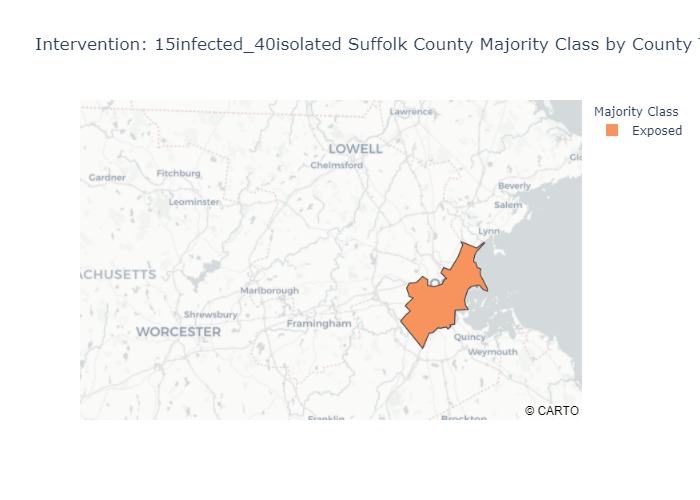 Intervention: 15infected_40isolated Suffolk County Majority Class by County
Majority Class
Exposed
Lawrence
LOWELL
Chelmsford
Fitchburg
Gardner
Leominster
Beverly
Salem
Lynn
ACHUSETTS
Marlborough
Shrewsbury
Framingham
WORCESTER
Quincy
Weymouth
Franklin
Brockton
© CARTO